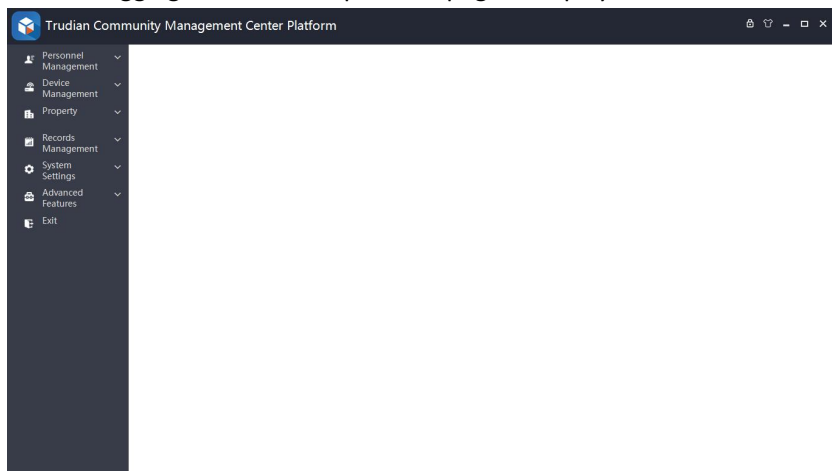 Trudian Community Management Center Platform
Personnel
Management
Device
Management
Property
Records
Management
System
Settings
Advanced
Features
Exit